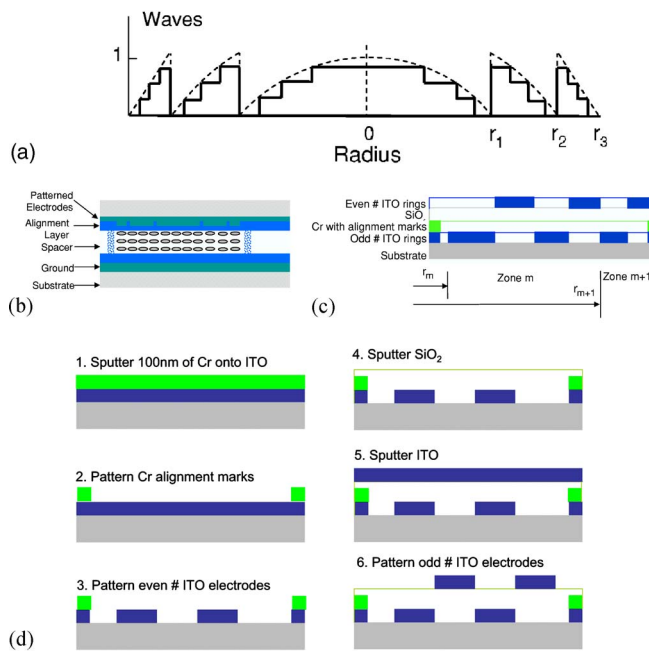 Waves
1
0
r1
r2
r3
Radius
(a)
Patterned
Electrodes
Alignment
Layer
Spacer
Ground
Substrate
(b)
Even # ITO rings
SiO
Cr with alignment marks
Odd # ITO rings
Substrate
rm
Zone m
Zone m+1
rm+1
(c)
1. Sputter 100nm of Cr onto ITO
2. Pattern Cr alignment marks
3. Pattern even # ITO electrodes
4. Sputter SiO2
5. Sputter ITO
6. Pattern odd # ITO electrodes
(d)